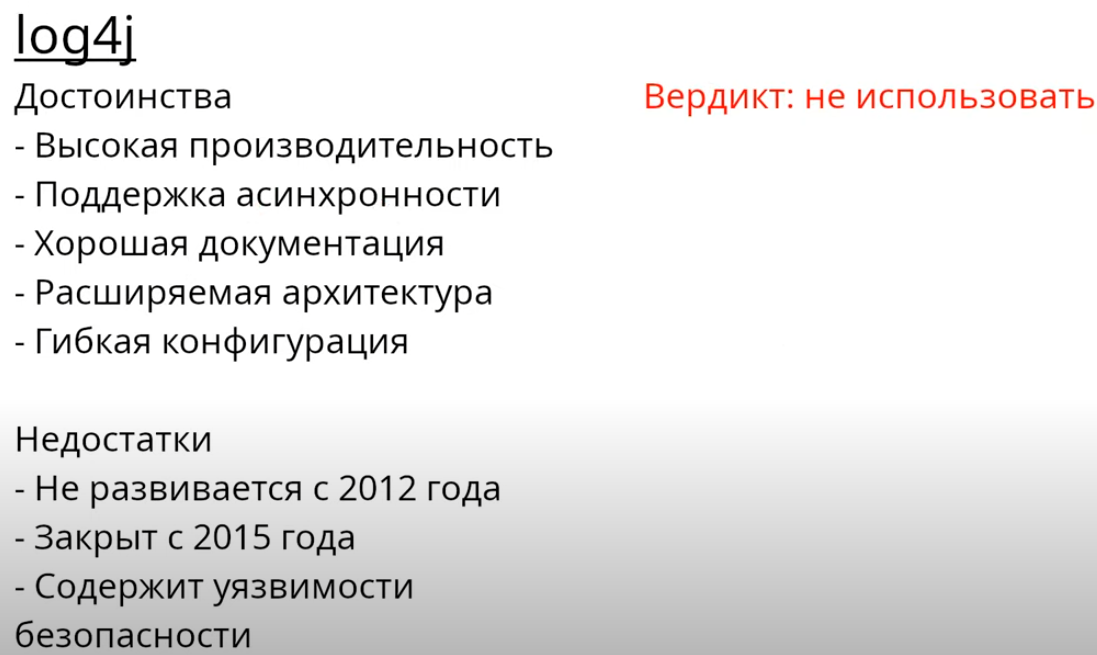 log4j
Достоинства
Вердикт: не использовать
- Высокая производительность
- Поддержка асинхронности
- Хорошая документация
- Расширяемая архитектура
- Гибкая конфигурация
Недостатки
- Не развивается с 2012 года
- Закрыт с 2015 года
- Содержит уязвимости
безопасности